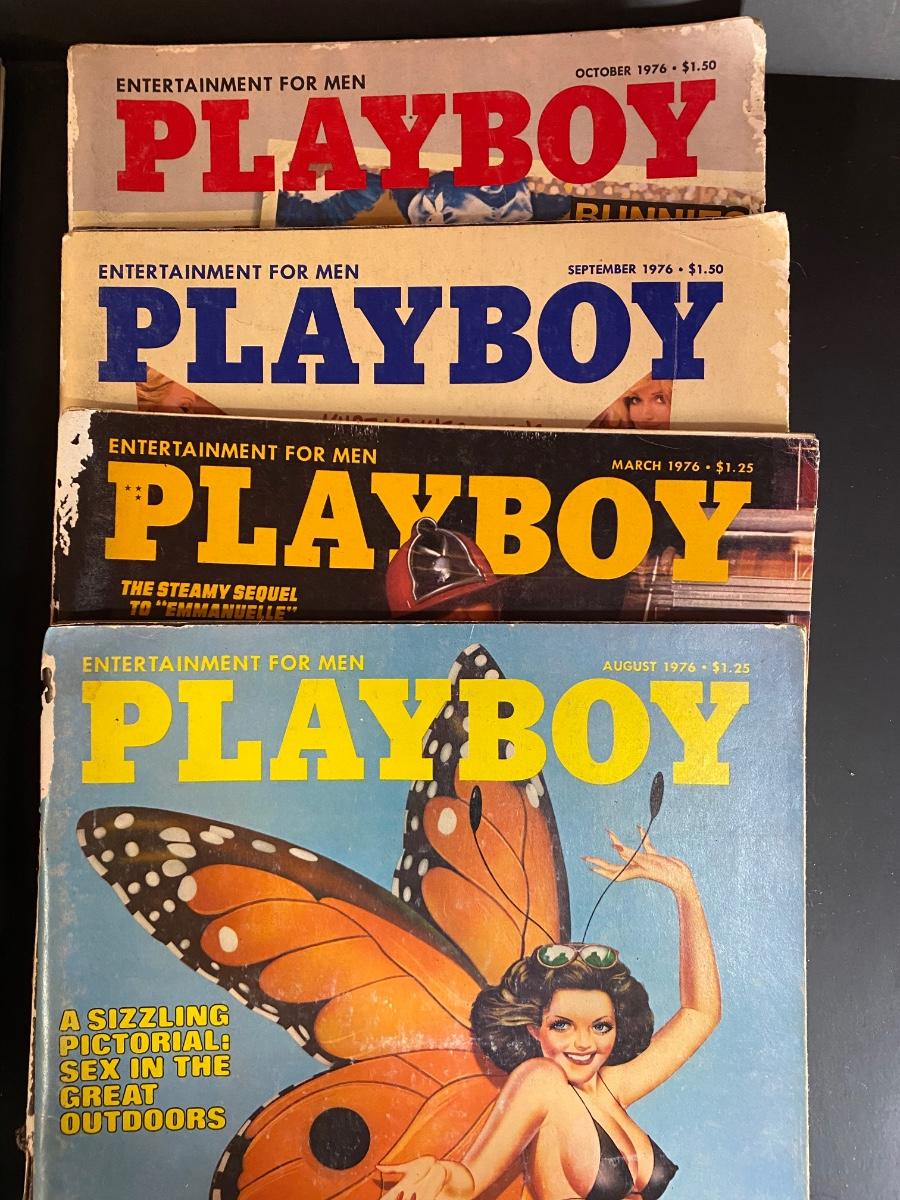 ENTERTAINMENT FOR MEN
OCTOBER 1976 • $1.50
PLAYBOY
BUNNIES
ENTERTAINMENT FOR MEN
SEPTEMBER 1976 • $1.50
PLAYBOY
ENTERTAINMENT FOR MEN
MARCH 1976 • $1.25
PLAYBOY
THE STEAMY SEQUEL
TO "EMMANUELLE"
ENTERTAINMENT FOR MEN
AUGUST 1976 • $1.25
PLAYBOY
A SIZZLING
PICTORIAL:
SEX IN THE
GREAT
OUTDOORS